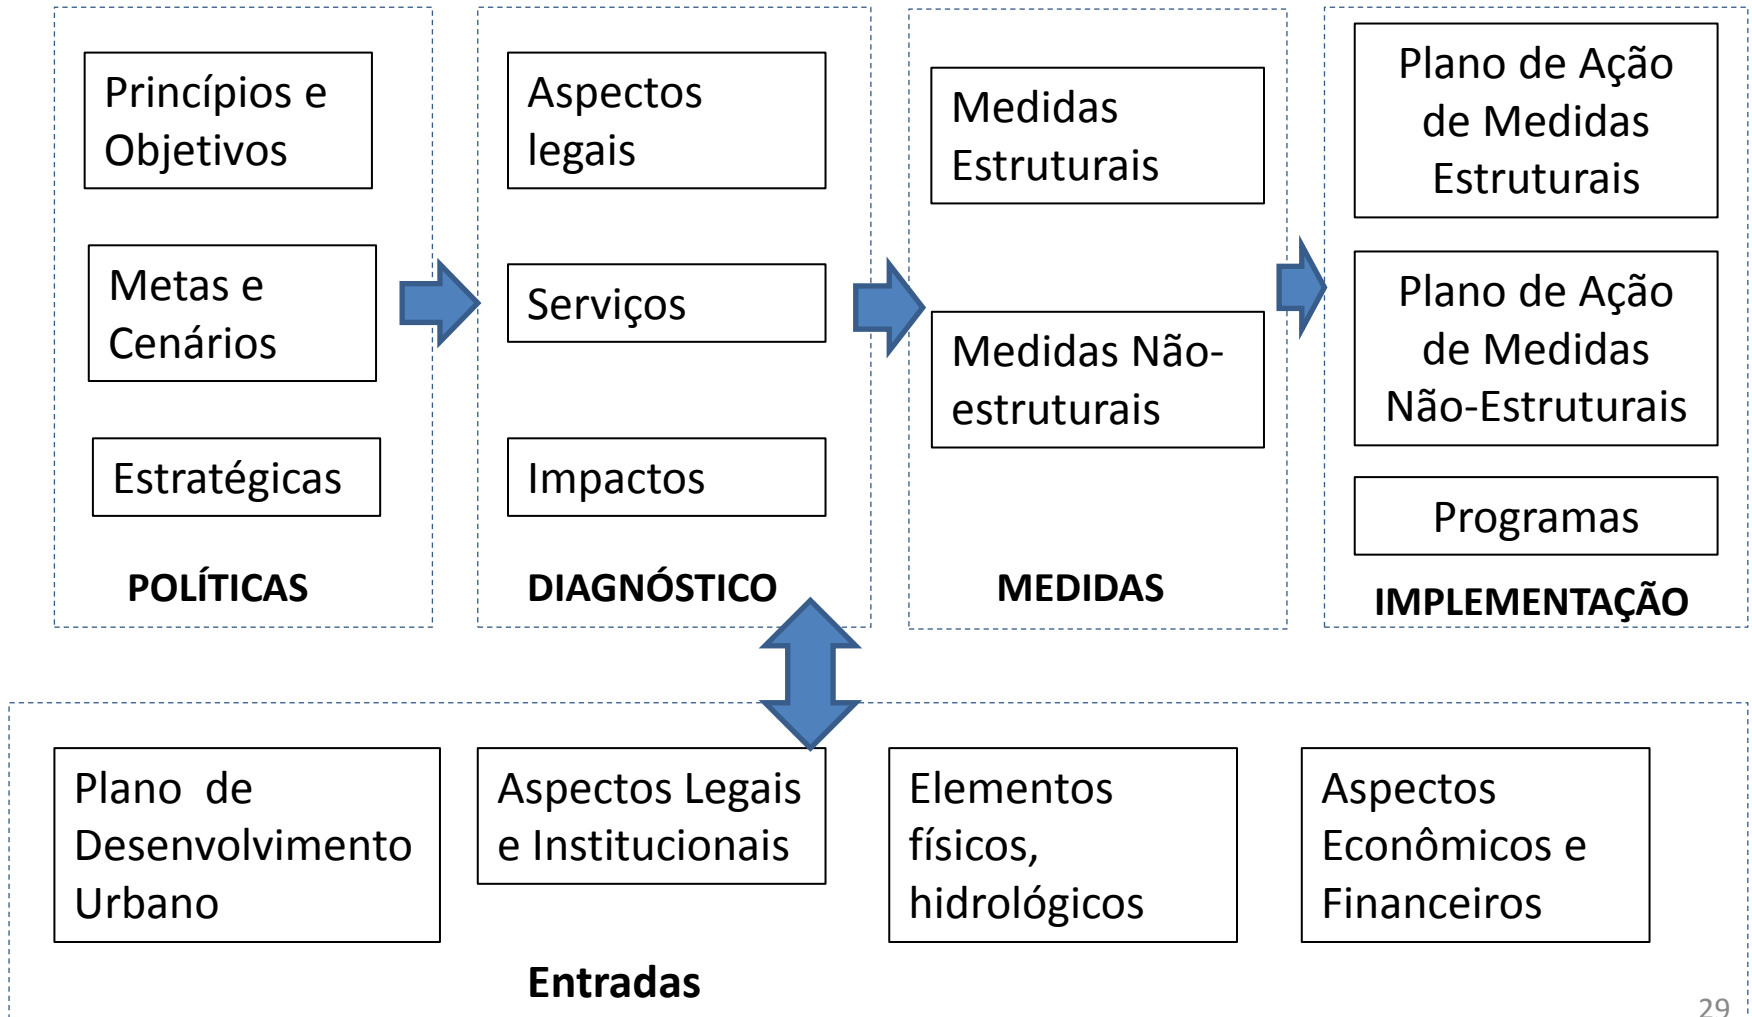 Princípios e
Objetivos
Metas e
Cenários
Estratégicas
POLÍTICAS
Aspectos
legais
Serviços
Impactos
DIAGNÓSTICO
Medidas
Estruturais
Medidas Não-
estruturais
MEDIDAS
Plano de Ação
de Medidas
Estruturais
Plano de Ação
de Medidas
Não-Estruturais
Programas
IMPLEMENTAÇÃO
Plano de
Desenvolvimento
Urbano
Aspectos Legais
e Institucionais
Elementos
físicos,
hidrológicos
Aspectos
Econômicos e
Financeiros
Entradas
29